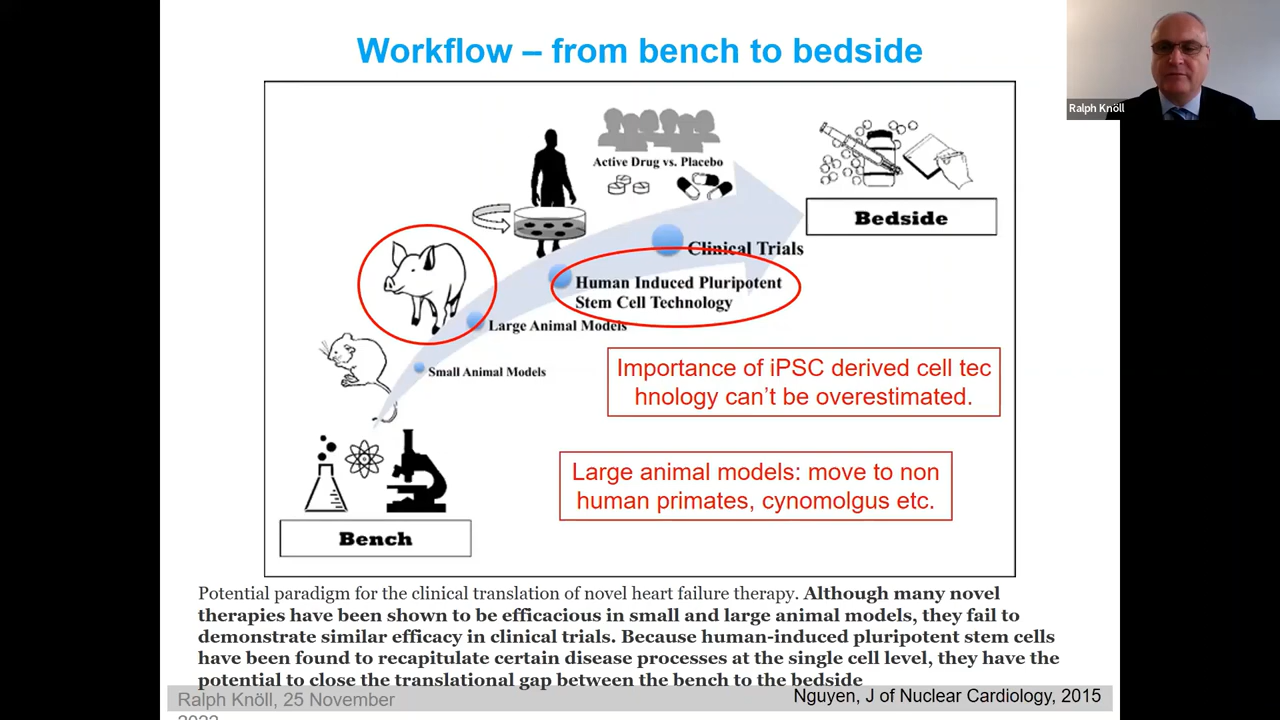 Workflow – from bench to bedside
Ralph Knöll
Active Drug vs. Placebo
Bedside
Clinical Trials
Human Induced Pluripotent
Stem Cell Technology
Large Animal Models
Small Animal Models
Importance of iPSC derived cell tec
hnology can't be overestimated.
Large animal models: move to non
human primates, cynomolgus etc.
Bench
Potential paradigm for the clinical translation of novel heart failure therapy. Although many novel
therapies have been shown to be efficacious in small and large animal models, they fail to
demonstrate similar efficacy in clinical trials. Because human-induced pluripotent stem cells
have been found to recapitulate certain disease processes at the single cell level, they have the
potential to close the translational gap between the bench to the bedside
Ralph Knöll, 25 November
Nguyen, J of Nuclear Cardiology, 2015